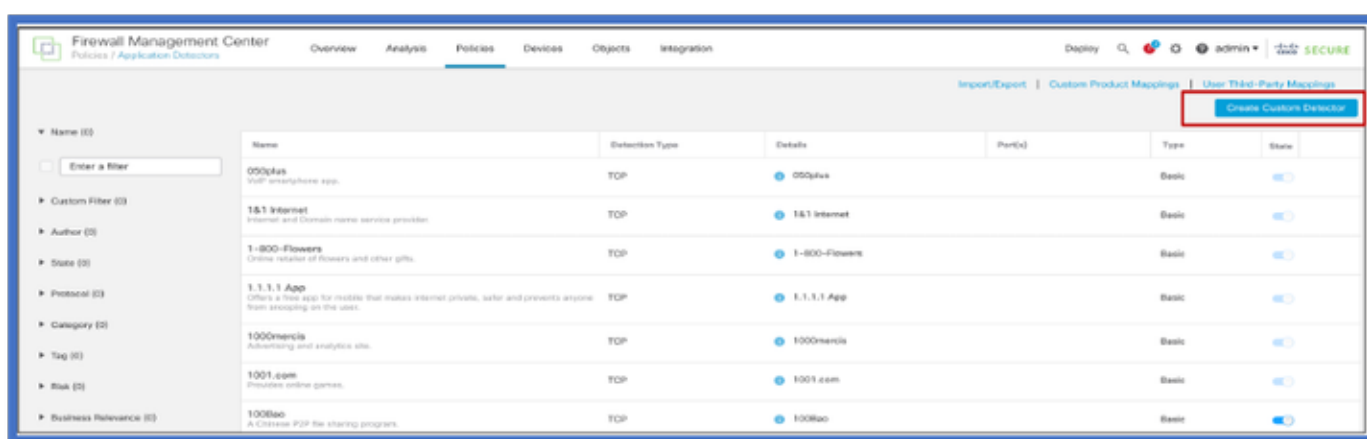 Firewall Management Center
Policies / Application Detectors
Overview Analysis Policies Devices Objects Integration
Deploy admin SECURE
Import/Export | Custom Product Mappings | User Third-Party Mappings
Create Custom Detector
Name (0)
Enter a filter
Custom Filter (0)
Author (0)
State (0)
Protocol (0)
Category (0)
Tag (0)
Risk (0)
Business Relevance (0)
Name Detection Type Details Port(s) Type State
050plus TCP 050plus Basic
VoIP smartphone app.
1&1 Internet TCP 1&1 Internet Basic
Internet and Domain name service provider.
1-800-Flowers TCP 1-800-Flowers Basic
Online retailer of flowers and other gifts.
1.1.1.1 App TCP 1.1.1.1 App Basic
Offers a free app for mobile that makes internet private, safer and prevents anyone
from snooping on the user.
1000mercis TCP 1000mercis Basic
Advertising and analytics site.
1001.com TCP 1001.com Basic
Provides online games.
100Bao TCP 100Bao Basic
A Chinese P2P file sharing program.